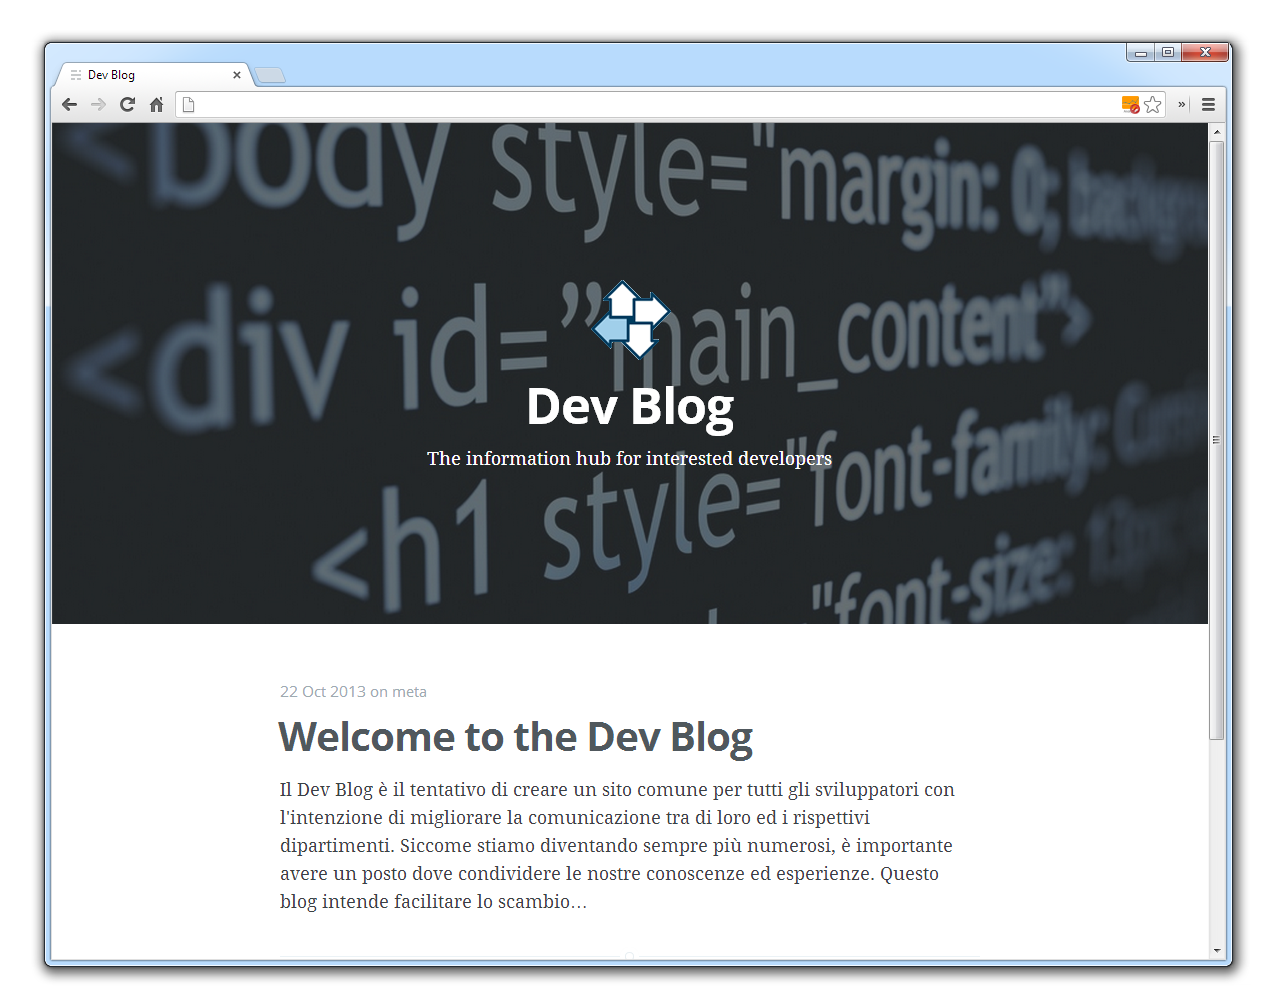 Dev Blog
<body style="margin: 0; backgr
<div id="main_content">
Dev Blog
The information hub for interested developers
<h1 style="font-family: 
"font-size:
22 Oct 2013 on meta
Welcome to the Dev Blog
Il Dev Blog è il tentativo di creare un sito comune per tutti gli sviluppatori con
l'intenzione di migliorare la comunicazione tra di loro ed i rispettivi
dipartimenti. Siccome stiamo diventando sempre più numerosi, è importante
avere un posto dove condividere le nostre conoscenze ed esperienze. Questo
blog intende facilitare lo scambio…